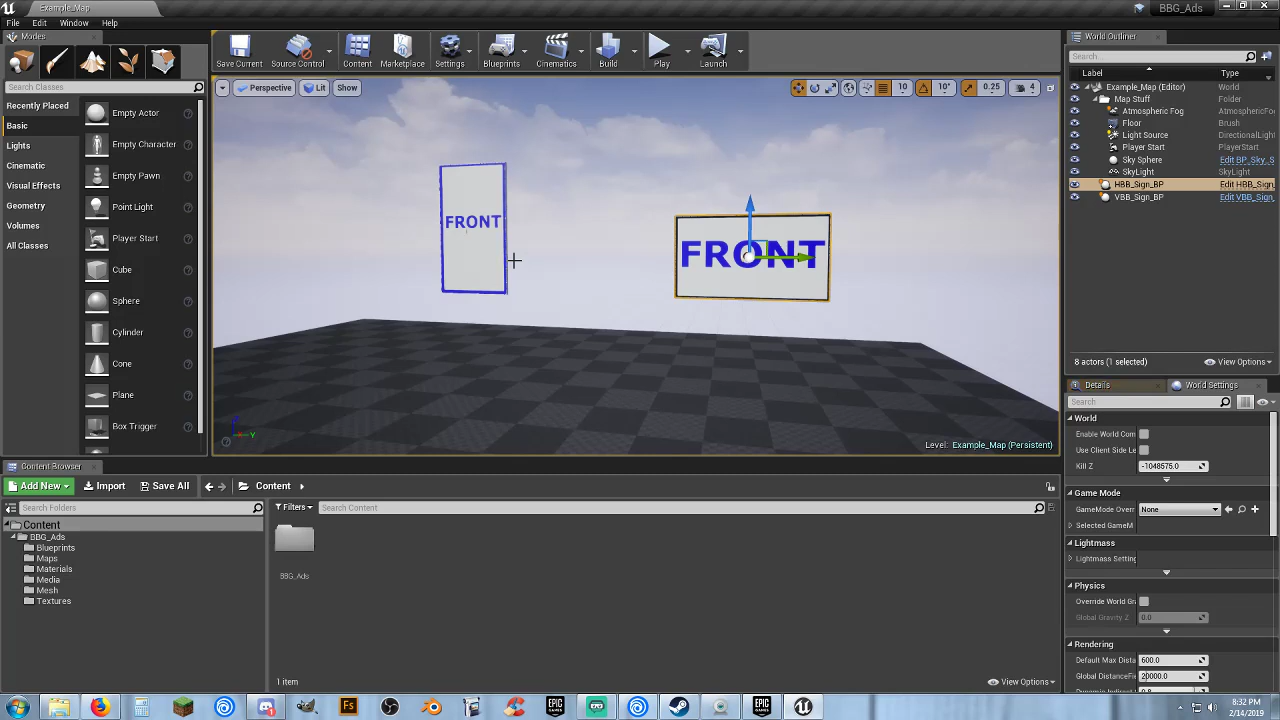 Example_Map
BBG_Ads
File Edit Window Help
Modes
World Outliner
Save Current Source Control Content Marketplace Settings Blueprints Cinematics Build Play Launch
Search Classes
Search
Label Type
Recently Placed
Basic
Lights
Cinematic
Visual Effects
Geometry
Volumes
All Classes
Empty Actor
Empty Character
Empty Pawn
Point Light
Player Start
Cube
Sphere
Cylinder
Cone
Plane
Box Trigger
Perspective Lit Show
10 10° 0.25 4
FRONT
FRONT
Level: Example_Map (Persistent)
Example_Map (Editor) World
Map Stuff Folder
Atmospheric Fog AtmosphericFo
Floor Brush
Light Source DirectionalLigh
Player Start PlayerStart
Sky Sphere Edit BP_Sky_S
SkyLight SkyLight
HBB_Sign_BP Edit HBB_Sign
VBB_Sign_BP Edit VBB_Sign
8 actors (1 selected) View Options
Details World Settings
Search
World
Enable World Com
Use Client Side Le
Kill Z -1048575.0
Game Mode
GameMode Overr None
Selected GameM
Lightmass
Lightmass Setting
Physics
Override World Gr
Global Gravity Z 0.0
Rendering
Default Max Dista 600.0
Global DistanceFie 20000.0
Content Browser
Add New Import Save All Content
Search Folders
Filters Search Content
Content
BBG_Ads
Blueprints
Maps
Materials
Media
Mesh
Textures
BBG_Ads
1 item View Options
8:32 PM
2/14/2019